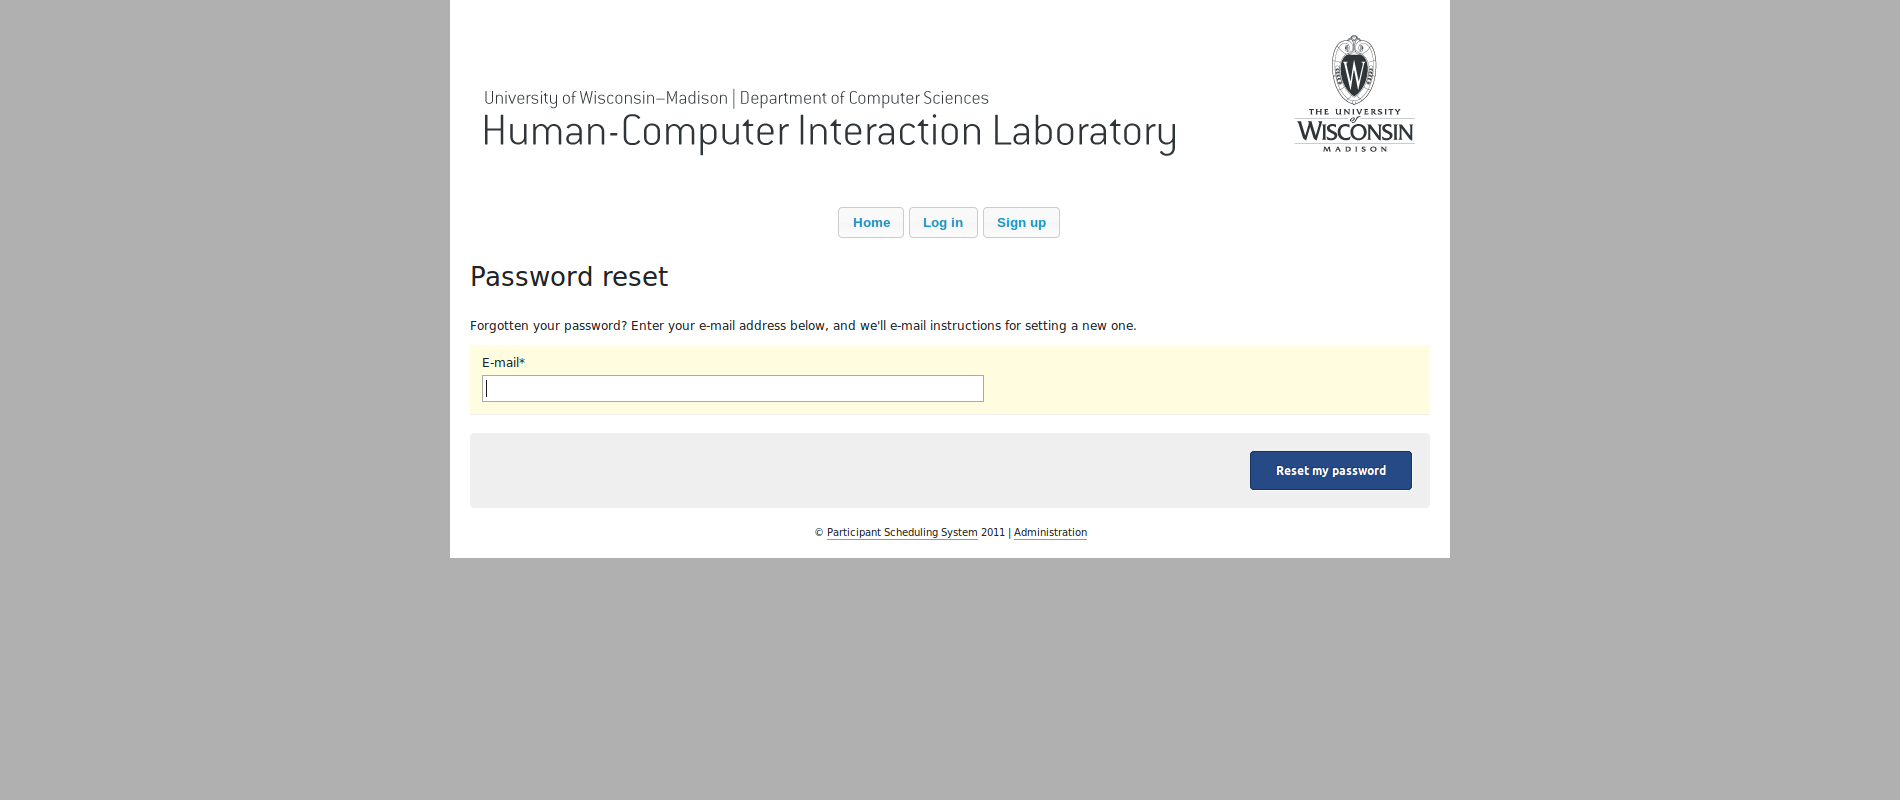 University of Wisconsin–Madison | Department of Computer Sciences
Human-Computer Interaction Laboratory
W
THE UNIVERSITY
of
WISCONSIN
MADISON
Home
Log in
Sign up
Password reset
Forgotten your password? Enter your e-mail address below, and we'll e-mail instructions for setting a new one.
E-mail*
Reset my password
© Participant Scheduling System 2011 | Administration